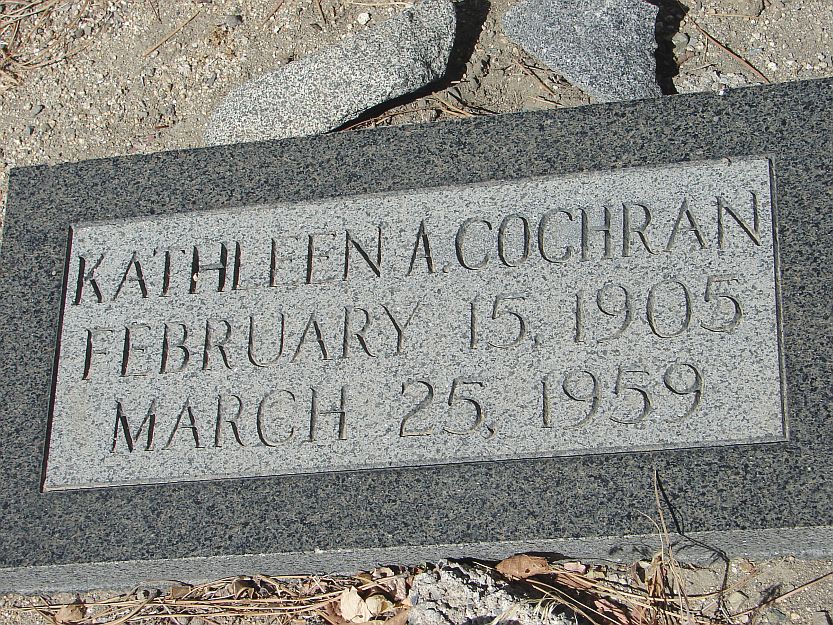 KATHLEEN A. COCHRAN
FEBRUARY 15, 1905
MARCH 25, 1959